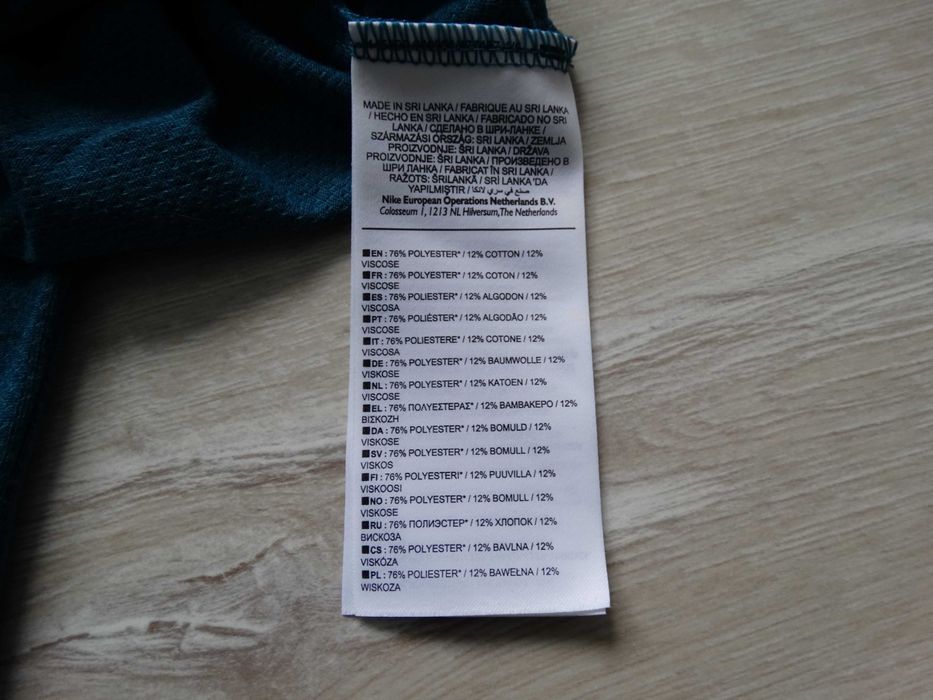 MADE IN SRI LANKA / FABRIQUE AU SRI LANKA
/ HECHO EN SRI LANKA / FABRICADO NO SRI
LANKA / СДЕЛАНО В ШРИ-ЛАНКЕ /
SZÁRMAZÁSI ORSZÁG: SRI LANKA / ZEMLJA
PROIZVODNJE: ŠRI LANKA / DRŽAVA
PROIZVODNJE: ŠRI LANKA / ПРОИЗВЕДЕНО В
ШРИ ЛАНКА / FABRICAT ÎN SRI LANKA /
RAŽOTS: ŠRILANKĀ / SRİ LANKA'DA
YAPILMIŞTIR / صنع في سري لانكا
Nike European Operations Netherlands B.V.
Colosseum 1, 1213 NL Hilversum,The Netherlands
EN : 76% POLYESTER* / 12% COTTON / 12%
VISCOSE
FR : 76% POLYESTER* / 12% COTON / 12%
VISCOSE
ES : 76% POLIESTER* / 12% ALGODON / 12%
VISCOSA
PT : 76% POLIÉSTER* / 12% ALGODÃO / 12%
VISCOSE
IT : 76% POLIESTERE* / 12% COTONE / 12%
VISCOSA
DE : 76% POLYESTER* / 12% BAUMWOLLE / 12%
VISKOSE
NL : 76% POLYESTER* / 12% KATOEN / 12%
VISCOSE
EL : 76% ΠΟΛΥΕΣΤΕΡΑΣ* / 12% ΒΑΜΒΑΚΕΡΟ / 12%
ΒΙΣΚΟΖΗ
DA : 76% POLYESTER* / 12% BOMULD / 12%
VISKOSE
SV : 76% POLYESTER* / 12% BOMULL / 12%
VISKOS
FI : 76% POLYESTERI* / 12% PUUVILLA / 12%
VISKOOSI
NO : 76% POLYESTER* / 12% BOMULL / 12%
VISKOSE
RU : 76% ПОЛИЭСТЕР* / 12% ХЛОПОК / 12%
ВИСКОЗА
CS : 76% POLYESTER* / 12% BAVLNA / 12%
VISKÓZA
PL : 76% POLIESTER* / 12% BAWEŁNA / 12%
WISKOZA